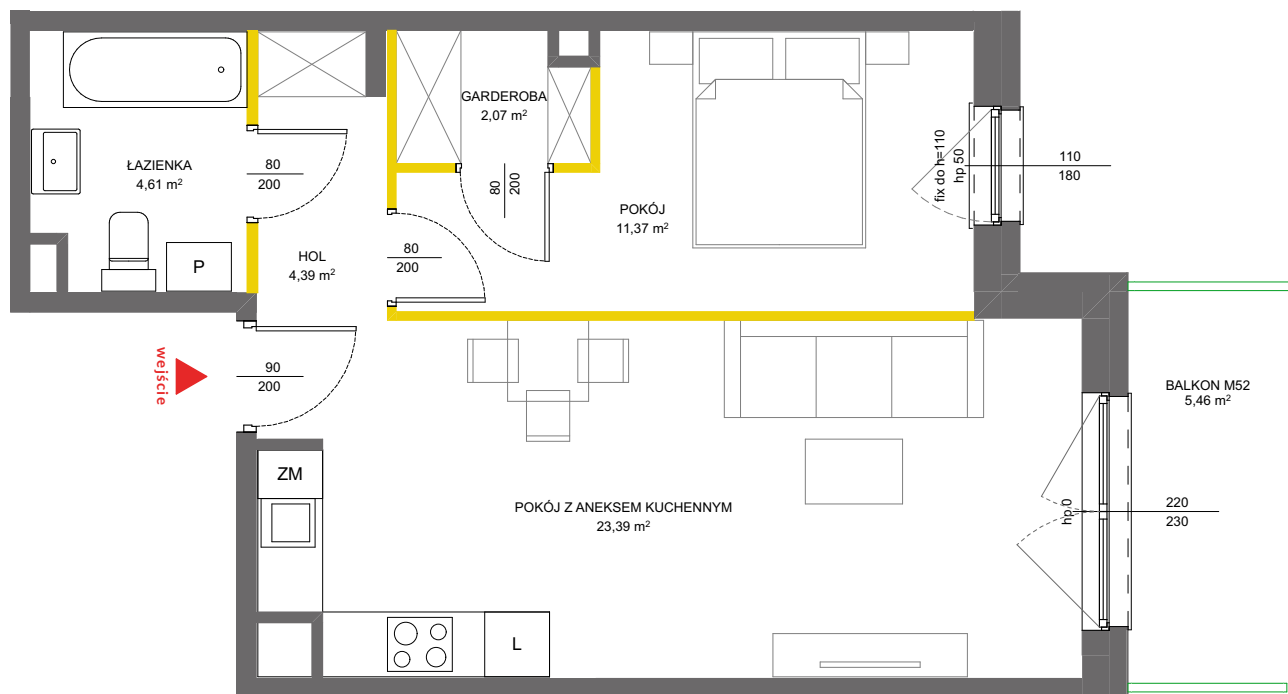 GARDEROBA
2,07 m²
ŁAZIENKA
4,61 m²
80
200
80
200
fix do h=110
hp.50
110
180
POKÓJ
11,37 m²
HOL
4,39 m²
80
200
P
wejście
90
200
BALKON M52
5,46 m²
ZM
POKÓJ Z ANEKSEM KUCHENNYM
23,39 m²
hp.0
220
230
L